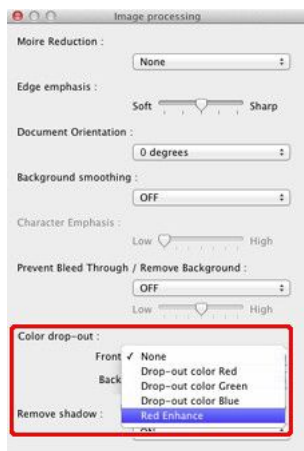 Image processing
Moire Reduction :
None
Edge emphasis :
Soft Sharp
Document Orientation :
0 degrees
Background smoothing :
OFF
Character Emphasis :
Low High
Prevent Bleed Through / Remove Background :
OFF
Low High
Color drop-out :
Front ✓ None
Drop-out color Red
Drop-out color Green
Back Drop-out color Blue
Red Enhance
Remove shadow :
ON